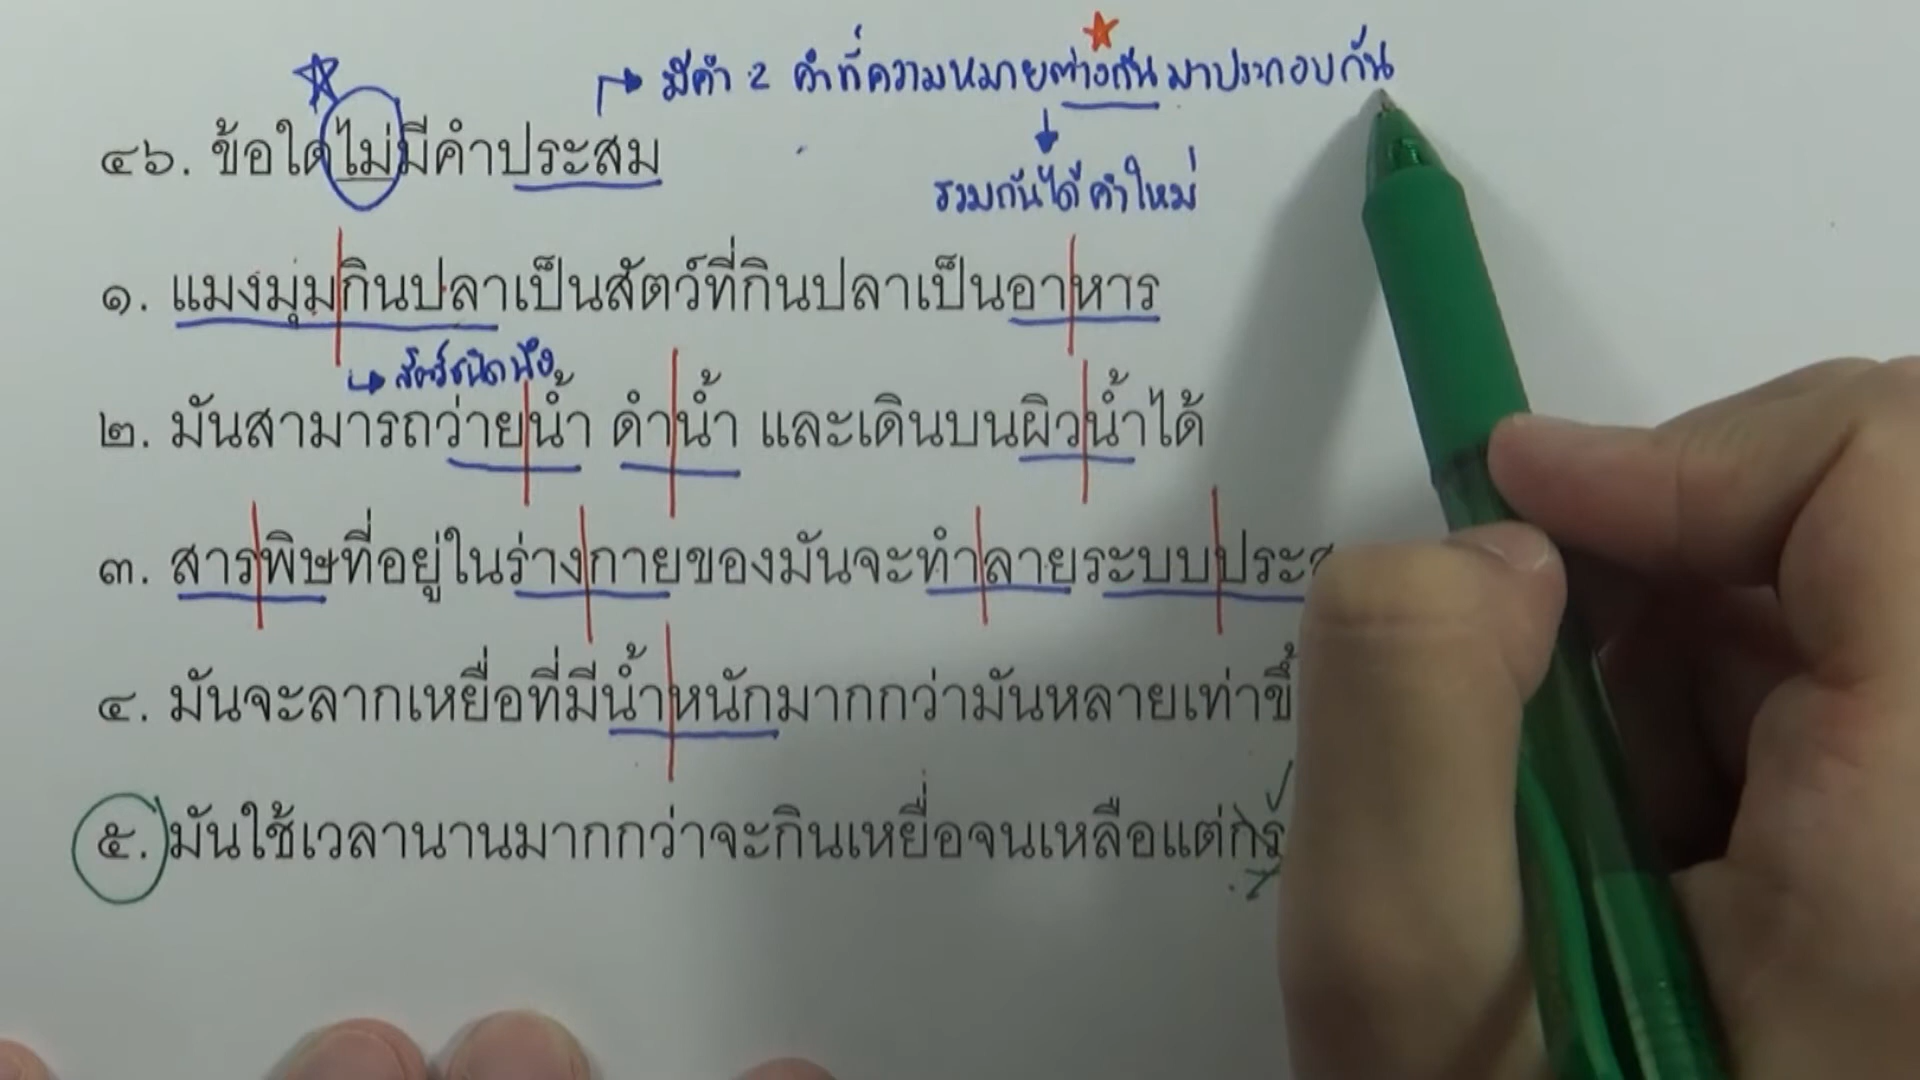 มีคำ 2 คำที่ความหมายต่างกันมาประกอบกัน
๔๖. ข้อใดไม่มีคำประสม
รวมกันได้คำใหม่
๑. แมงมุมกินปลาเป็นสัตว์ที่กินปลาเป็นอาหาร
สัตว์ชนิดนึง
๒. มันสามารถว่ายน้ำ ดำน้ำ และเดินบนผิวน้ำได้
๓. สารพิษที่อยู่ในร่างกายของมันจะทำลายระบบประส
๔. มันจะลากเหยื่อที่มีน้ำหนักมากกว่ามันหลายเท่าขึ้
๕. มันใช้เวลานานมากกว่าจะกินเหยื่อจนเหลือแต่กร